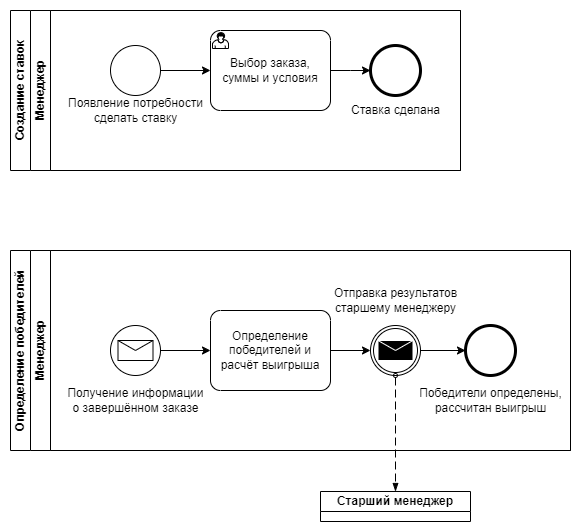 Создание ставок
Менеджер
Появление потребности
сделать ставку
Выбор заказа,
суммы и условия
Ставка сделана
Определение победителей
Менеджер
Получение информации
о завершённом заказе
Определение
победителей и
расчёт выигрыша
Отправка результатов
старшему менеджеру
Победители определены,
рассчитан выигрыш
Старший менеджер